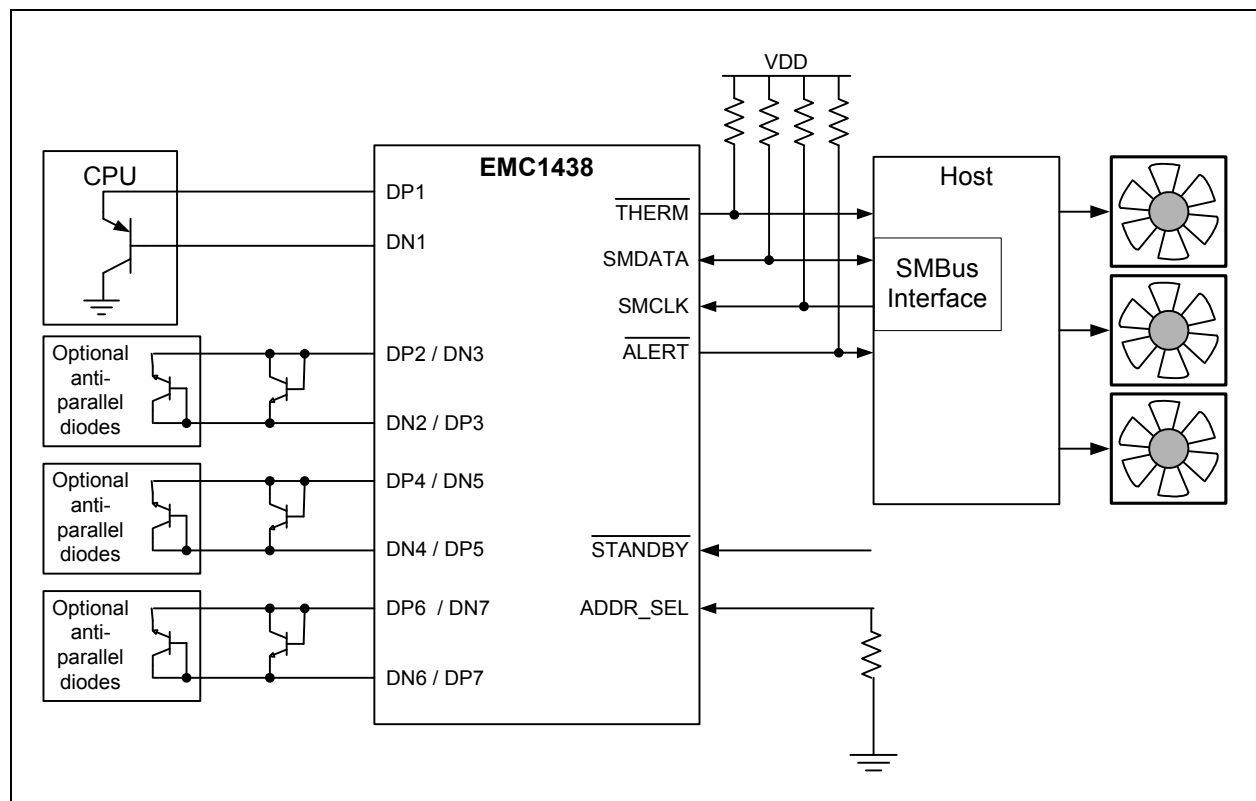 VDD
CPU
EMC1438
Host
DP1
DN1
THERM
SMDATA
SMCLK
ALERT
SMBus
Interface
Optional
anti-
parallel
diodes
DP2 / DN3
DN2 / DP3
Optional
anti-
parallel
diodes
DP4 / DN5
DN4 / DP5
STANDBY
Optional
anti-
parallel
diodes
DP6 / DN7
DN6 / DP7
ADDR_SEL